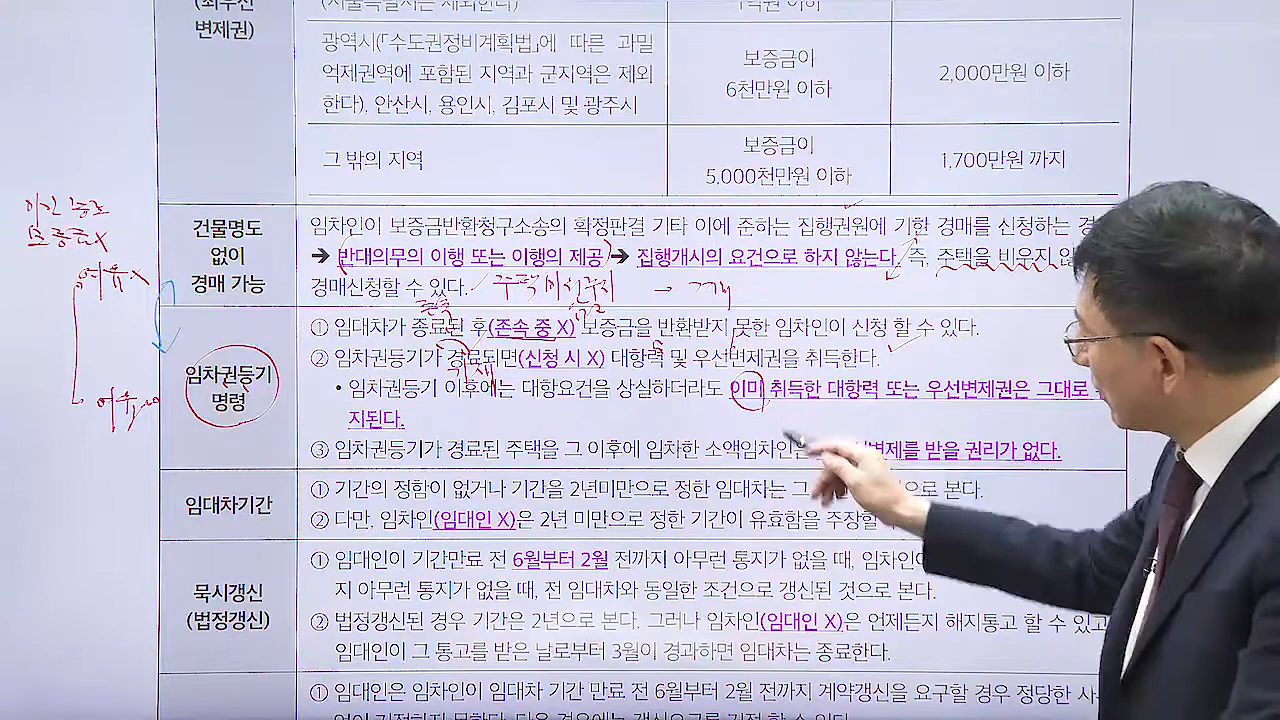 (최우선
변제권)
(서울특별시는 제외한다)
1억원 이하
광역시(「수도권정비계획법」에 따른 과밀
억제권역에 포함된 지역과 군지역은 제외
한다), 안산시, 용인시, 김포시 및 광주시
보증금이
6천만원 이하
2,000만원 이하
그 밖의 지역
보증금이
5,000천만원 이하
1,700만원 까지
건물명도
없이
경매 가능
임차인이 보증금반환청구소송의 확정판결 기타 이에 준하는 집행권원에 기한 경매를 신청하는 경
➔ 반대의무의 이행 또는 이행의 제공 ➔ 집행개시의 요건으로 하지 않는다. 즉, 주택을 비우지
경매신청할 수 있다.
임차권등기
명령
① 임대차가 종료된 후(존속 중 X) 보증금을 반환받지 못한 임차인이 신청 할 수 있다.
② 임차권등기가 경료되면(신청 시 X) 대항력 및 우선변제권을 취득한다.
• 임차권등기 이후에는 대항요건을 상실하더라도 이미 취득한 대항력 또는 우선변제권은 그대로
지된다.
③ 임차권등기가 경료된 주택을 그 이후에 임차한 소액임차인은 변제를 받을 권리가 없다.
임대차기간
① 기간의 정함이 없거나 기간을 2년미만으로 정한 임대차는 그 으로 본다.
② 다만, 임차인(임대인 X)은 2년 미만으로 정한 기간이 유효함을 주장할
묵시갱신
(법정갱신)
① 임대인이 기간만료 전 6월부터 2월 전까지 아무런 통지가 없을 때, 임차인
지 아무런 통지가 없을 때, 전 임대차와 동일한 조건으로 갱신된 것으로 본다.
② 법정갱신된 경우 기간은 2년으로 본다. 그러나 임차인(임대인 X)은 언제든지 해지통고 할 수 있고
임대인이 그 통고를 받은 날로부터 3월이 경과하면 임대차는 종료한다.
① 임대인은 임차인이 임대차 기간 만료 전 6월부터 2월 전까지 계약갱신을 요구할 경우 정당한 사